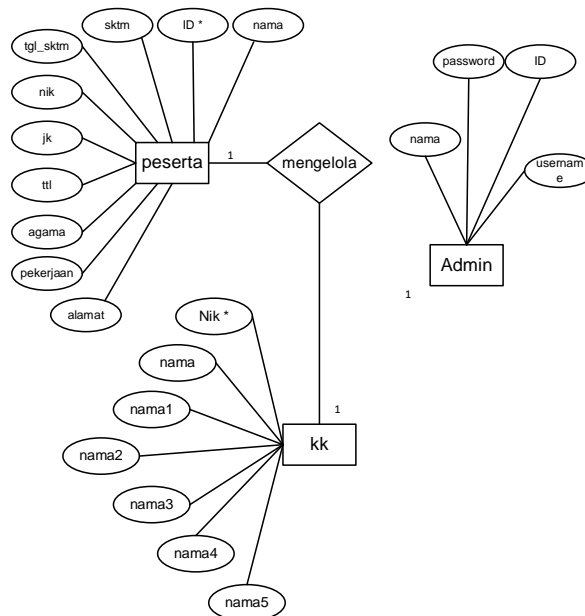 sktm
ID *
nama
tgl_sktm
password
ID
nik
jk
nama
peserta
1
mengelola
ttl
usernam
e
agama
Admin
pekerjaan
1
alamat
Nik *
nama
nama1
1
kk
nama2
nama3
nama4
nama5